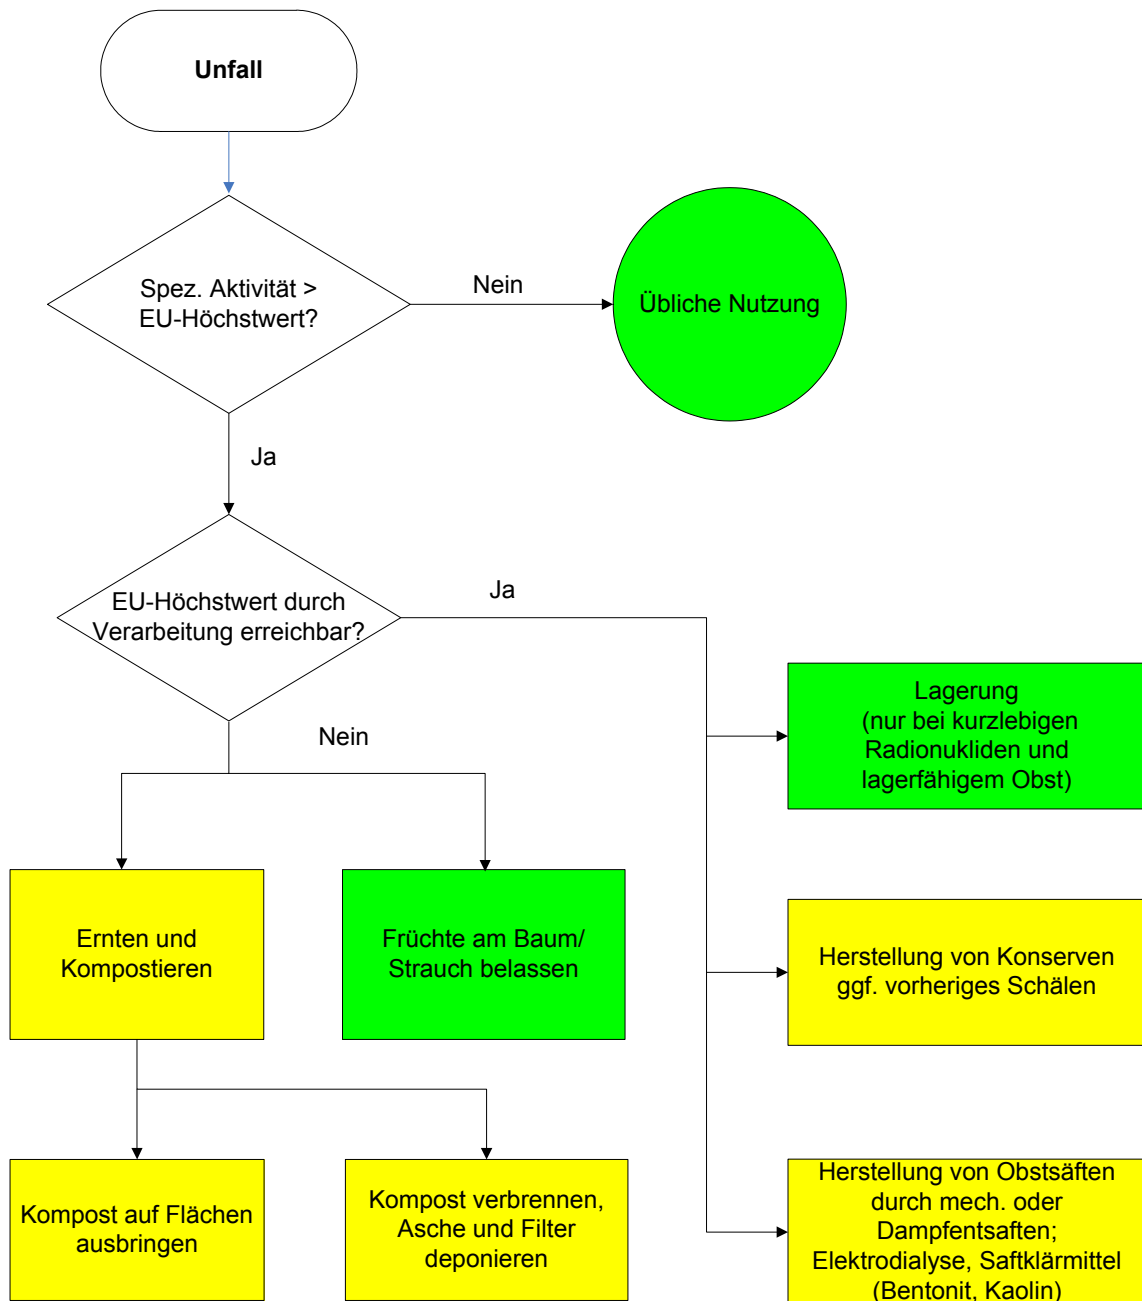 Unfall
Spez. Aktivität >
EU-Höchstwert?
Nein
Übliche Nutzung
Ja
EU-Höchstwert durch
Verarbeitung erreichbar?
Ja
Nein
Lagerung
(nur bei kurzlebigen
Radionukliden und
lagerfähigem Obst)
Ernten und
Kompostieren
Früchte am Baum/
Strauch belassen
Herstellung von Konserven
ggf. vorheriges Schälen
Kompost auf Flächen
ausbringen
Kompost verbrennen,
Asche und Filter
deponieren
Herstellung von Obstsäften
durch mech. oder
Dampfentsaften;
Elektrodialyse, Saftklärmittel
(Bentonit, Kaolin)